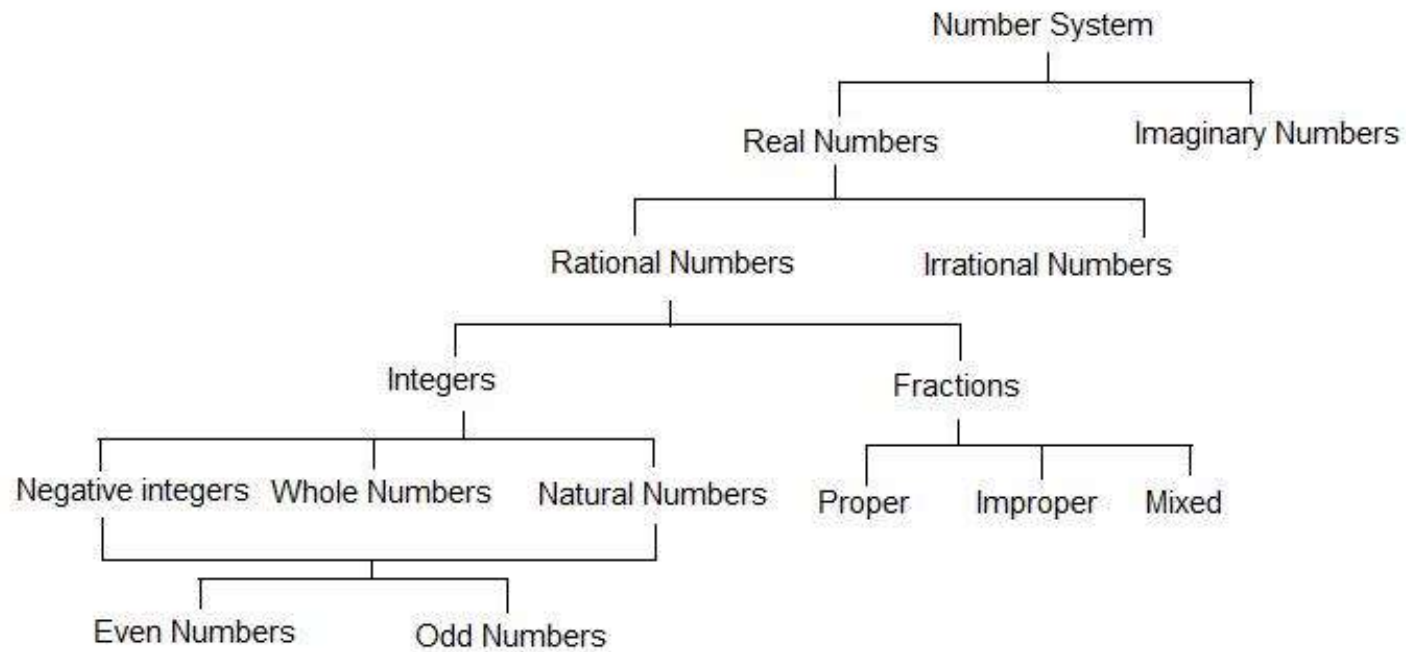 Number System
Real Numbers
Imaginary Numbers
Rational Numbers
Irrational Numbers
Integers
Fractions
Negative integers
Whole Numbers
Natural Numbers
Proper
Improper
Mixed
Even Numbers
Odd Numbers